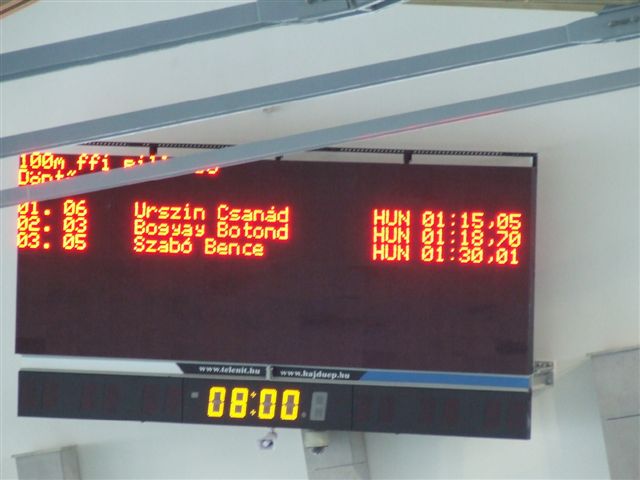 100m ffi
Döntő
01. 06 Urszin Csanád HUN 01:15,05
02. 03 Bogyay Botond HUN 01:18,70
03. 05 Szabó Bence HUN 01:30,01
www.telenit.hu www.hajduep.hu
08:00